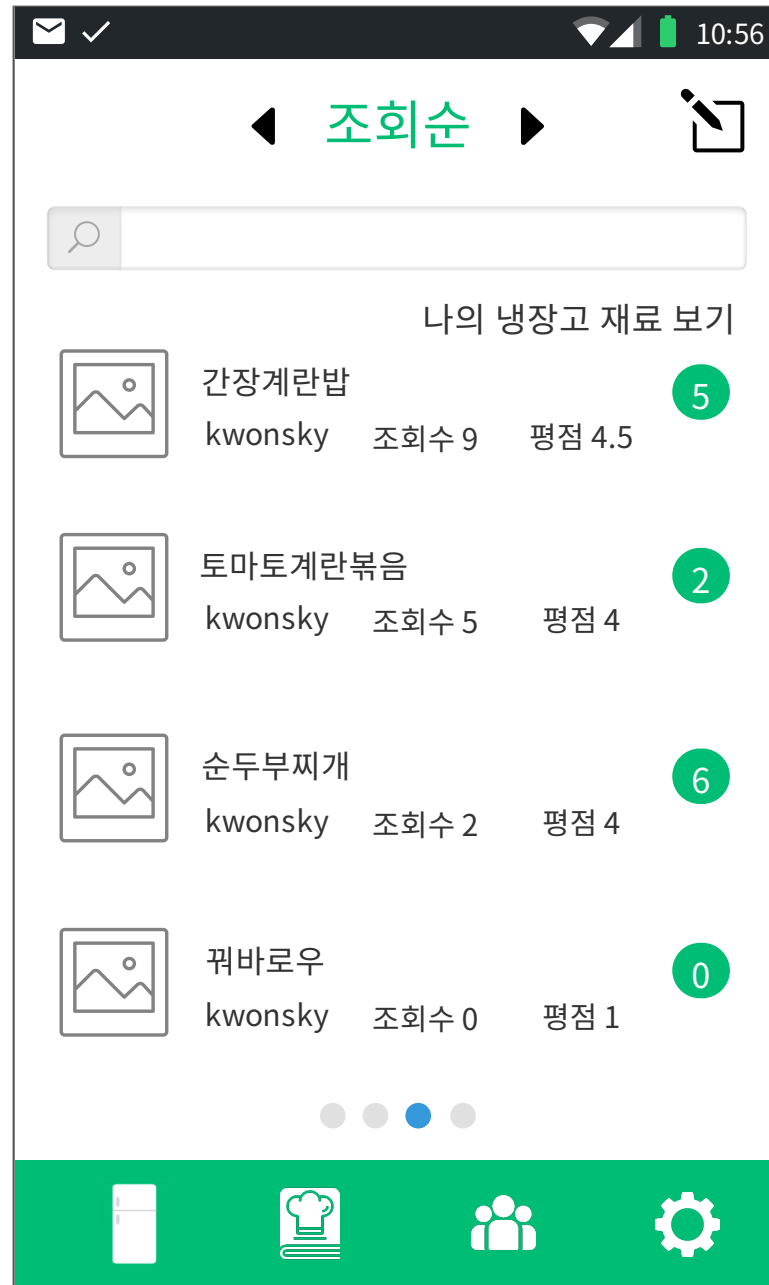 10:56
조회순
나의 냉장고 재료 보기
간장계란밥
5
kwonsky 조회수 9 평점 4.5
토마토계란볶음
2
kwonsky 조회수 5 평점 4
순두부찌개
6
kwonsky 조회수 2 평점 4
꿔바로우
0
kwonsky 조회수 0 평점 1